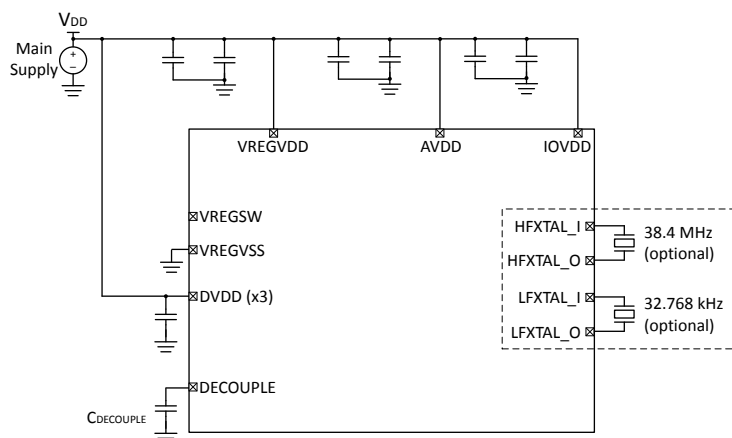 VDD
Main
Supply
+
−
VREGVDD
AVDD
IOVDD
VREGSW
HFXTAL_I
38.4 MHz
(optional)
VREGVSS
HFXTAL_O
DVDD (x3)
LFXTAL_I
32.768 kHz
(optional)
LFXTAL_O
DECOUPLE
CDECOUPLE